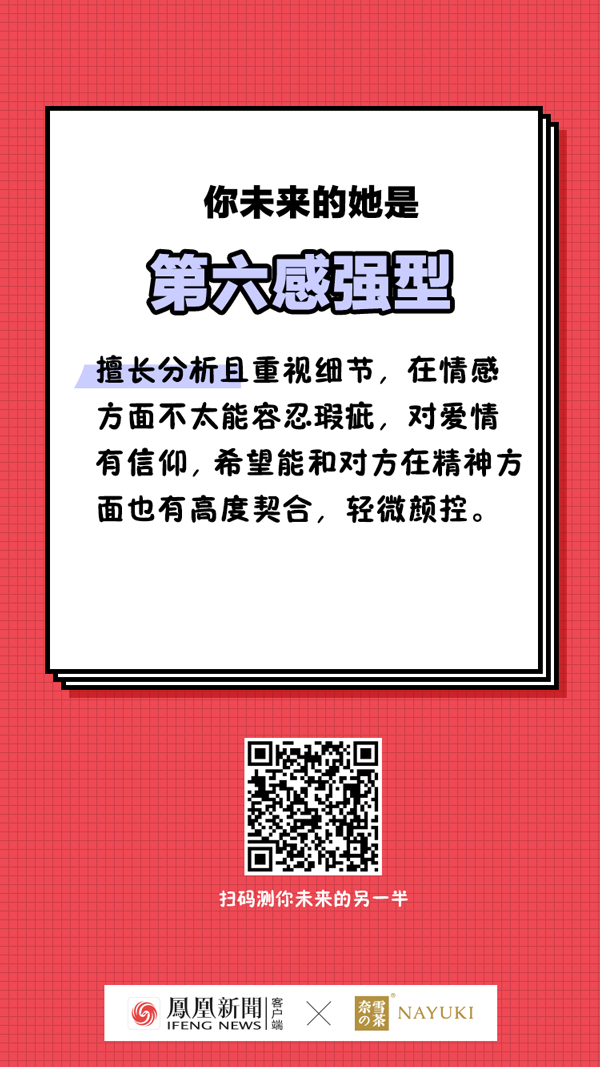 你未来的她是
第六感强型
擅长分析且重视细节，在情感
方面不太能容忍瑕疵，对爱情
有信仰，希望能和对方在精神方
面也有高度契合，轻微颜控。
扫码测你未来的另一半
鳳凰新聞 客户端
IFENG NEWS
奈雪の茶® NAYUKI